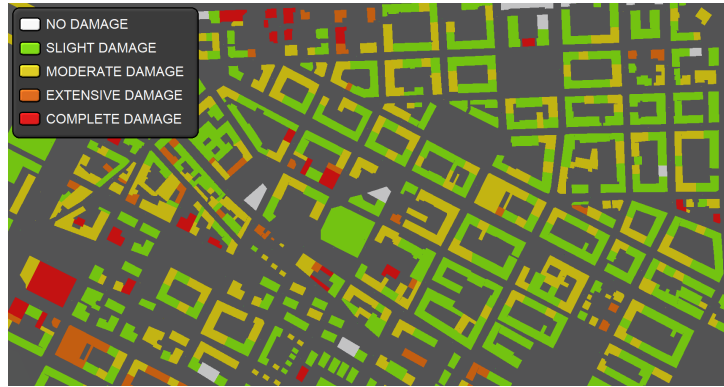 NO DAMAGE
SLIGHT DAMAGE
MODERATE DAMAGE
EXTENSIVE DAMAGE
COMPLETE DAMAGE